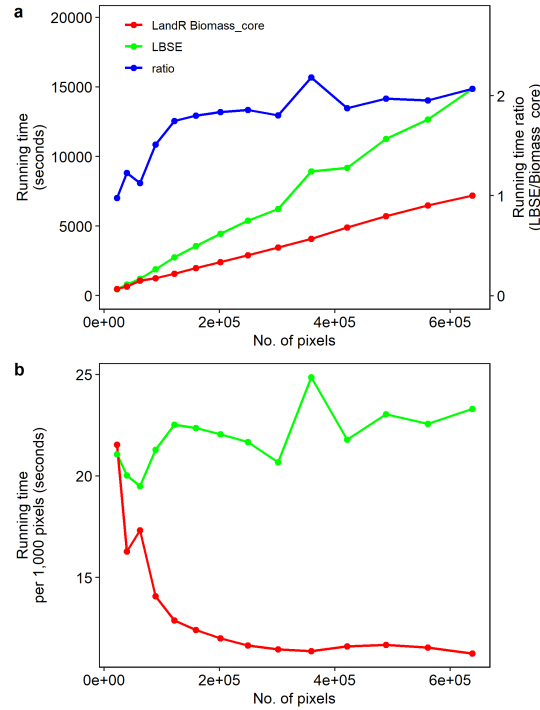 a
LandR Biomass_core
LBSE
ratio
20000
15000
10000
5000
0
Running time
(seconds)
2
1
0
Running time ratio
(LBSE/Biomass_core)
0e+00
2e+05
4e+05
6e+05
No. of pixels
b
25
20
15
Running time
per 1,000 pixels (seconds)
0e+00
2e+05
4e+05
6e+05
No. of pixels